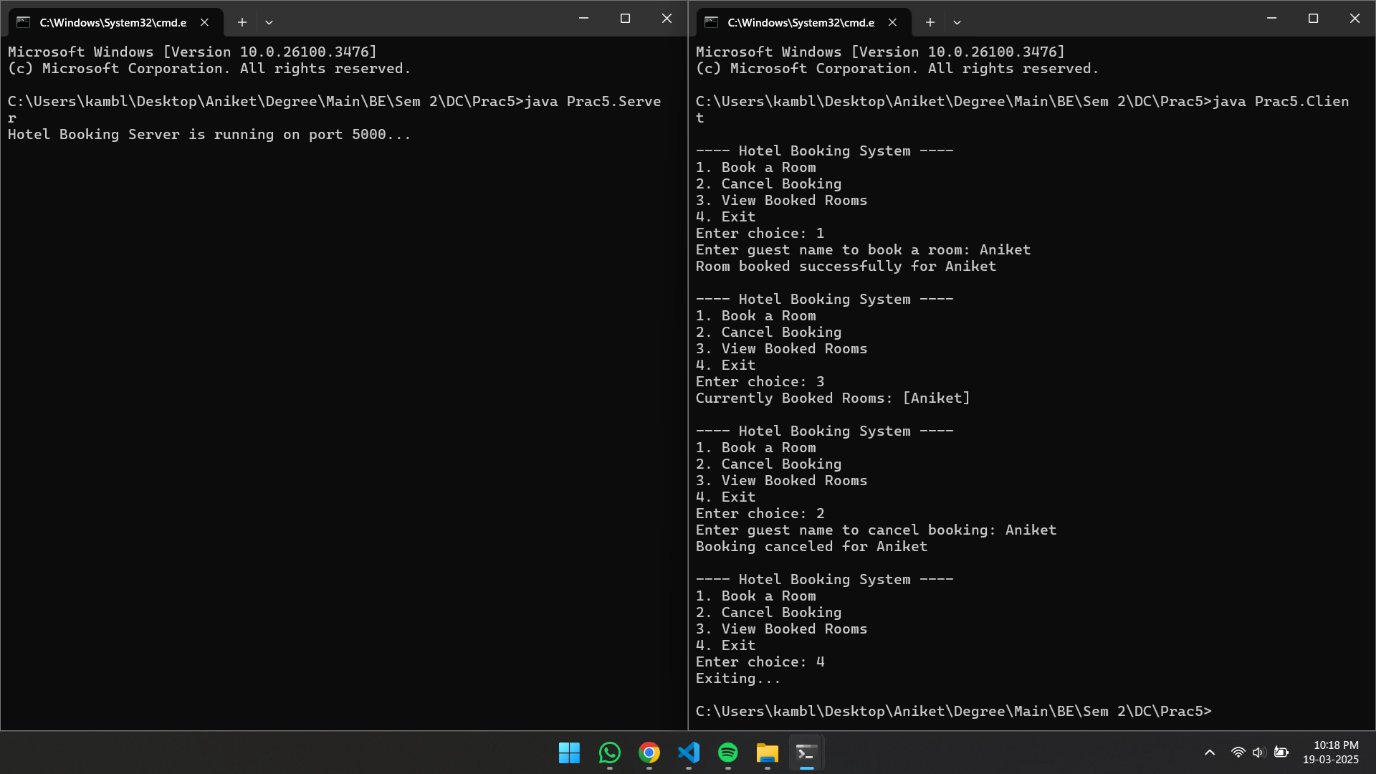 C:\Windows\System32\cmd.e
Microsoft Windows [Version 10.0.26100.3476]
(c) Microsoft Corporation. All rights reserved.
C:\Users\kambl\Desktop\Aniket\Degree\Main\BE\Sem 2\DC\Prac5>java Prac5.Serve
r
Hotel Booking Server is running on port 5000...
C:\Windows\System32\cmd.e
Microsoft Windows [Version 10.0.26100.3476]
(c) Microsoft Corporation. All rights reserved.
C:\Users\kambl\Desktop\Aniket\Degree\Main\BE\Sem 2\DC\Prac5>java Prac5.Clien
t
---- Hotel Booking System ----
1. Book a Room
2. Cancel Booking
3. View Booked Rooms
4. Exit
Enter choice: 1
Enter guest name to book a room: Aniket
Room booked successfully for Aniket
---- Hotel Booking System ----
1. Book a Room
2. Cancel Booking
3. View Booked Rooms
4. Exit
Enter choice: 3
Currently Booked Rooms: [Aniket]
---- Hotel Booking System ----
1. Book a Room
2. Cancel Booking
3. View Booked Rooms
4. Exit
Enter choice: 2
Enter guest name to cancel booking: Aniket
Booking canceled for Aniket
---- Hotel Booking System ----
1. Book a Room
2. Cancel Booking
3. View Booked Rooms
4. Exit
Enter choice: 4
Exiting...
C:\Users\kambl\Desktop\Aniket\Degree\Main\BE\Sem 2\DC\Prac5>
10:18 PM
19-03-2025